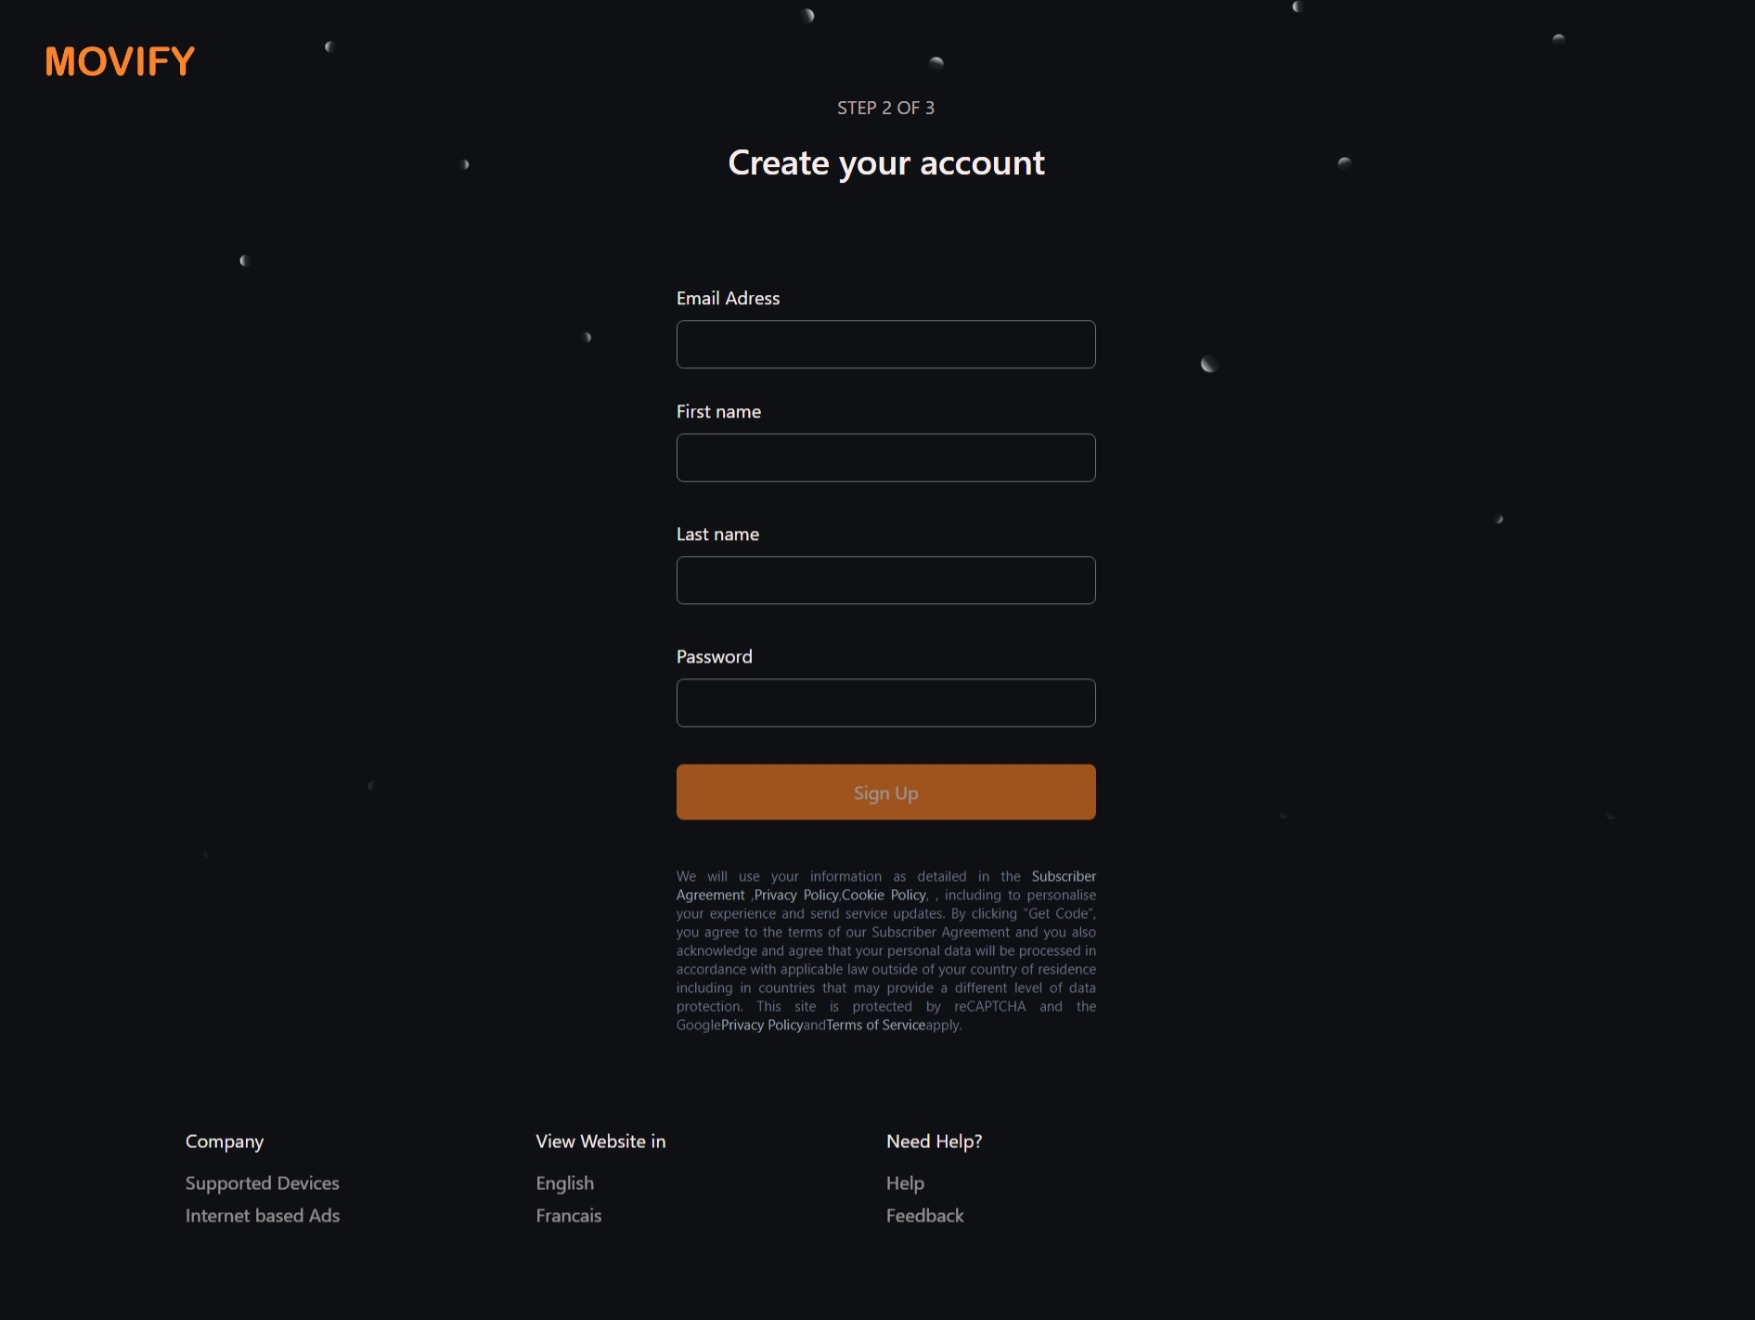 MOVIFY
STEP 2 OF 3
Create your account
Email Adress
First name
Last name
Password
Sign Up
We will use your information as detailed in the Subscriber
Agreement ,Privacy Policy,Cookie Policy, , including to personalise
your experience and send service updates. By clicking "Get Code",
you agree to the terms of our Subscriber Agreement and you also
acknowledge and agree that your personal data will be processed in
accordance with applicable law outside of your country of residence
including in countries that may provide a different level of data
protection. This site is protected by reCAPTCHA and the
GooglePrivacy PolicyandTerms of Serviceapply.
Company
Supported Devices
Internet based Ads
View Website in
English
Francais
Need Help?
Help
Feedback